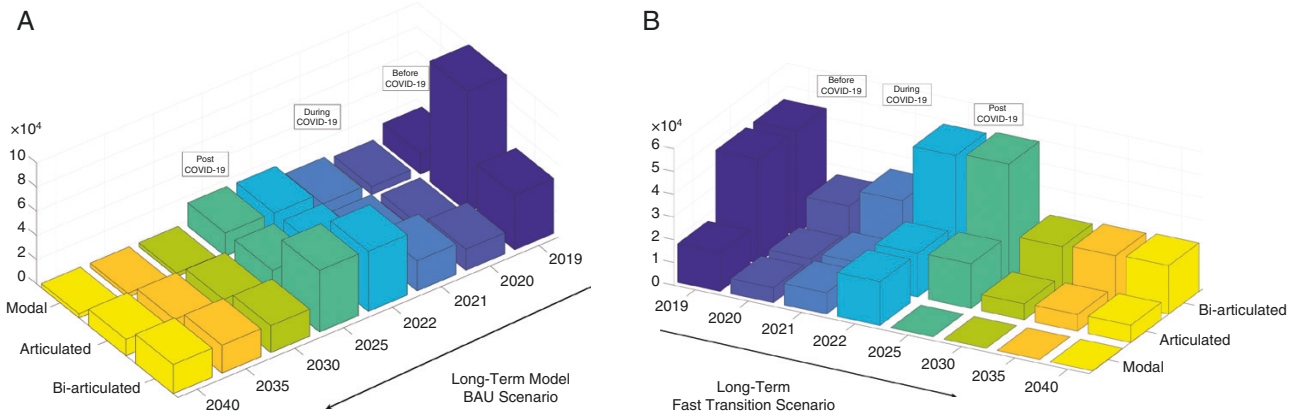 A
Before
COVID-19
During
COVID-19
Post
COVID-19
×10⁴
10
8
6
4
2
0
Modal
Articulated
Bi-articulated
2040
2035
2030
2025
2022
2021
2020
2019
Long-Term Model
BAU Scenario
B
Before
COVID-19
During
COVID-19
Post
COVID-19
×10⁴
6
5
4
3
2
1
0
2019
2020
2021
2022
2025
2030
2035
2040
Bi-articulated
Articulated
Modal
Long-Term
Fast Transition Scenario